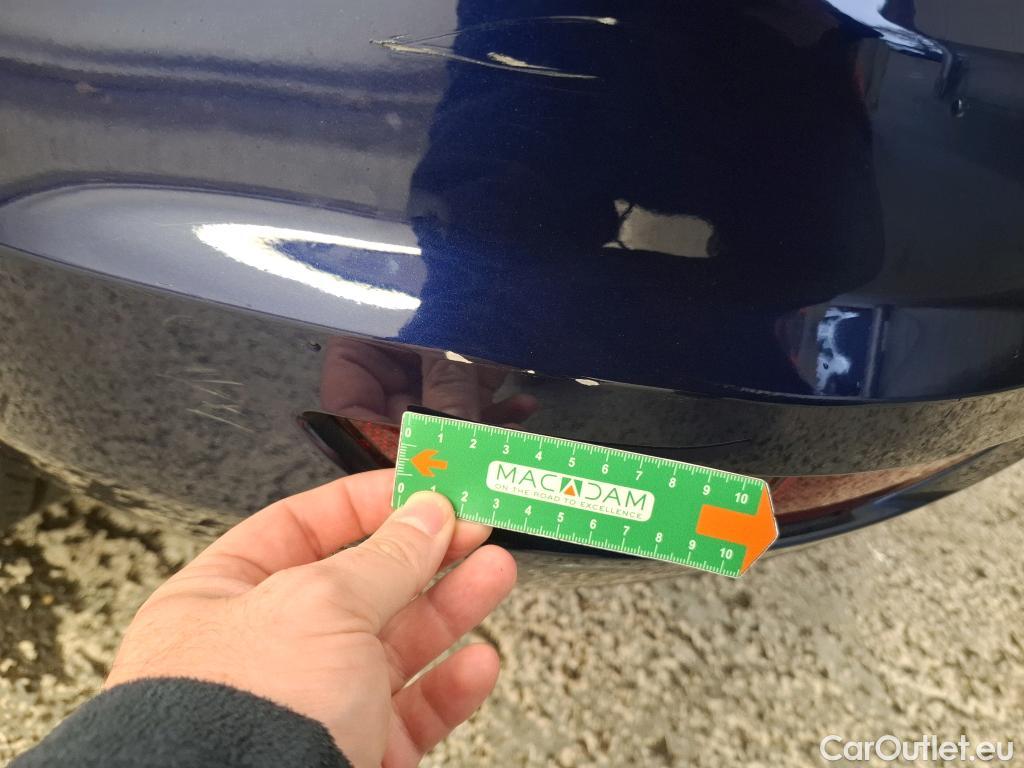 0 1 2 3 4 5 6 7 8 9 10
MACADAM
ON THE ROAD TO EXCELLENCE
0 1 2 3 4 5 6 7 8 9 10
CarOutlet.eu